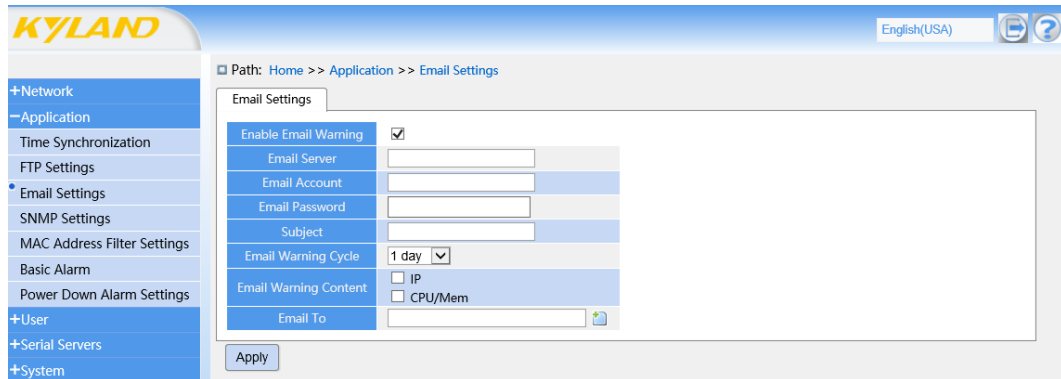 KYLAND
English(USA)
Path: Home >> Application >> Email Settings
+Network
−Application
Time Synchronization
FTP Settings
Email Settings
SNMP Settings
MAC Address Filter Settings
Basic Alarm
Power Down Alarm Settings
+User
+Serial Servers
+System
Email Settings
Enable Email Warning
Email Server
Email Account
Email Password
Subject
Email Warning Cycle 1 day
Email Warning Content IP
CPU/Mem
Email To
Apply